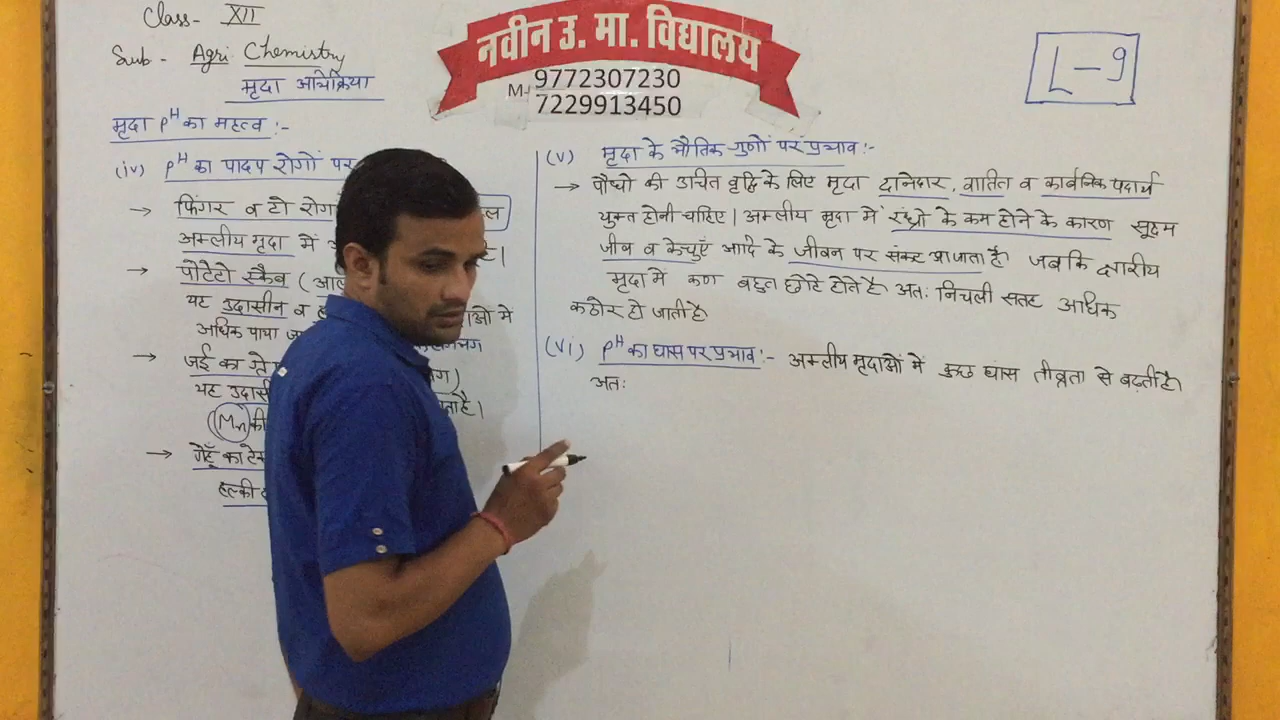 Class- XII
Sub - Agri Chemistry
मृदा अभिक्रिया
नवीन उ. मा. विद्यालय
M- 9772307230
7229913450
L-9
मृदा pH का महत्व :-
(iv) pH का पादप रोगों पर
→ फिंगर व टो रोग
अम्लीय मृदा में
→ पोटैटो स्कैब (
यह उदासीन व
ओ मे
अधिक पाया
→ जई का
यह
ता है।
(Mn) की
→ गेहूँ का
हल्की
(v) मृदा के भौतिक गुणों पर प्रभाव :-
→ पौधो की उचित वृद्धि के लिए मृदा दानेदार, वातित व कार्बनिक पदार्थ
युक्त होनी चाहिए। अम्लीय मृदा में रंध्रो के कम होने के कारण सूक्ष्म
जीव व केचुएँ आदि के जीवन पर संकट आ जाता है। जबकि क्षारीय
मृदा मे कण बहुत छोटे होते है अतः निचली सतह अधिक
कठोर हो जाती है।
(VI) pH का घास पर प्रभाव :- अम्लीय मृदाओं में कुछ घास तीव्रता से बढ़ती है।
अतः